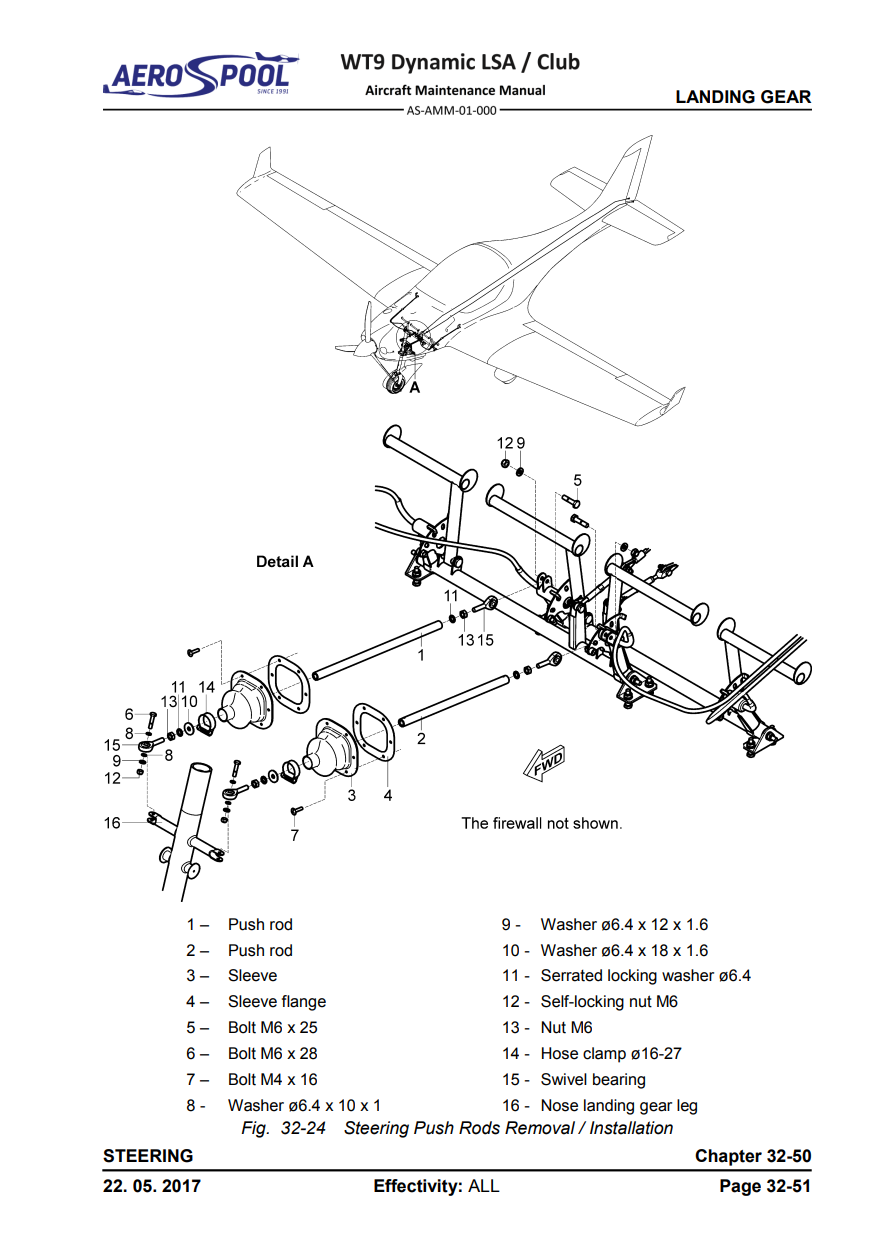 AEROSPOOL
SINCE 1991
WT9 Dynamic LSA / Club
Aircraft Maintenance Manual
AS-AMM-01-000
LANDING GEAR
A
12 9
5
Detail A
11
13 15
1
11 14
13 10
6
8
15
8
9
12
2
3 4
16
7
FWD
The firewall not shown.
1 – Push rod
2 – Push rod
3 – Sleeve
4 – Sleeve flange
5 – Bolt M6 x 25
6 – Bolt M6 x 28
7 – Bolt M4 x 16
8 - Washer ø6.4 x 10 x 1
9 - Washer ø6.4 x 12 x 1.6
10 - Washer ø6.4 x 18 x 1.6
11 - Serrated locking washer ø6.4
12 - Self-locking nut M6
13 - Nut M6
14 - Hose clamp ø16-27
15 - Swivel bearing
16 - Nose landing gear leg
Fig. 32-24 Steering Push Rods Removal / Installation
STEERING Chapter 32-50
22. 05. 2017 Effectivity: ALL Page 32-51